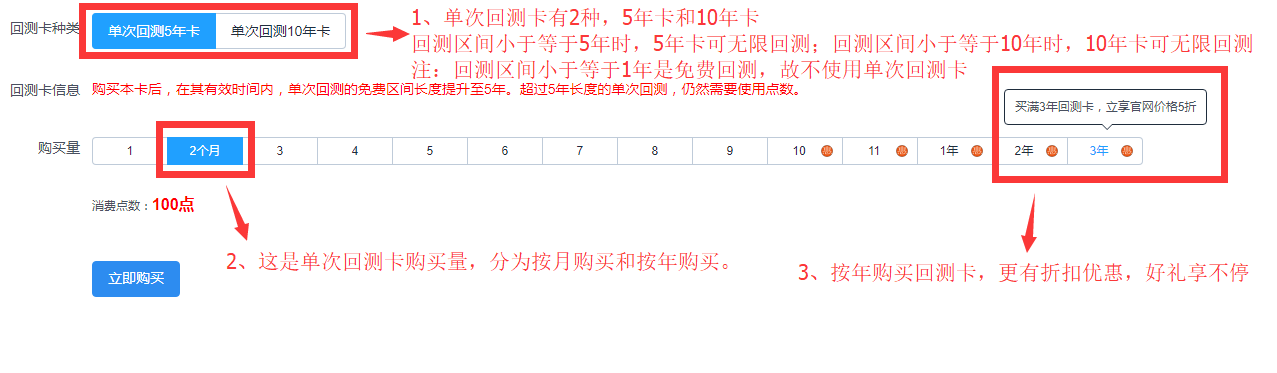 回测卡种类 单次回测5年卡 单次回测10年卡
1、单次回测卡有2种，5年卡和10年卡
回测区间小于等于5年时，5年卡可无限回测；回测区间小于等于10年时，10年卡可无限回测
注：回测区间小于等于1年是免费回测，故不使用单次回测卡
回测卡信息 购买本卡后，在其有效时间内，单次回测的免费区间长度提升至5年。超过5年长度的单次回测，仍然需要使用点数。
买满3年回测卡，立享官网价格5折
购买量 1 2个月 3 4 5 6 7 8 9 10 惠 11 惠 1年 惠 2年 惠 3年 惠
消费点数：100点
2、这是单次回测卡购买量，分为按月购买和按年购买。
立即购买
3、按年购买回测卡，更有折扣优惠，好礼享不停